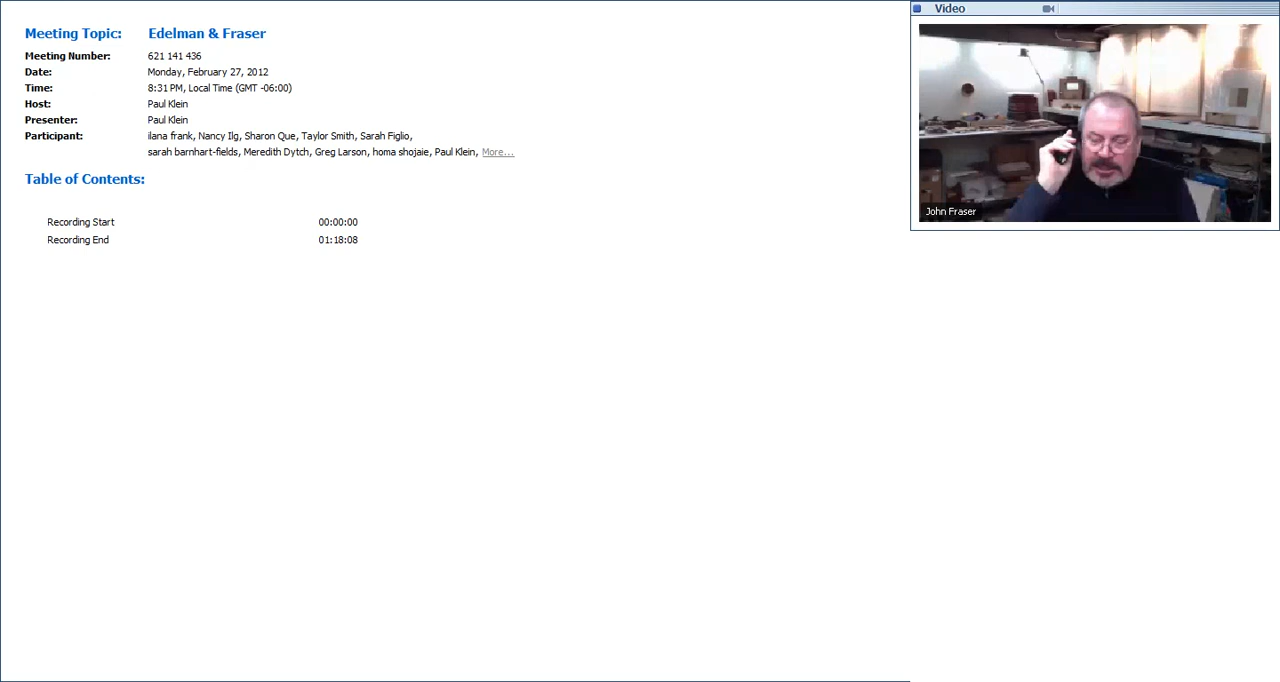 Meeting Topic: Edelman & Fraser
Meeting Number: 621 141 436
Date: Monday, February 27, 2012
Time: 8:31 PM, Local Time (GMT -06:00)
Host: Paul Klein
Presenter: Paul Klein
Participant: ilana frank, Nancy Ilg, Sharon Que, Taylor Smith, Sarah Figlio,
sarah barnhart-fields, Meredith Dytch, Greg Larson, homa shojaie, Paul Klein, More...
Table of Contents:
Recording Start 00:00:00
Recording End 01:18:08
Video
John Fraser